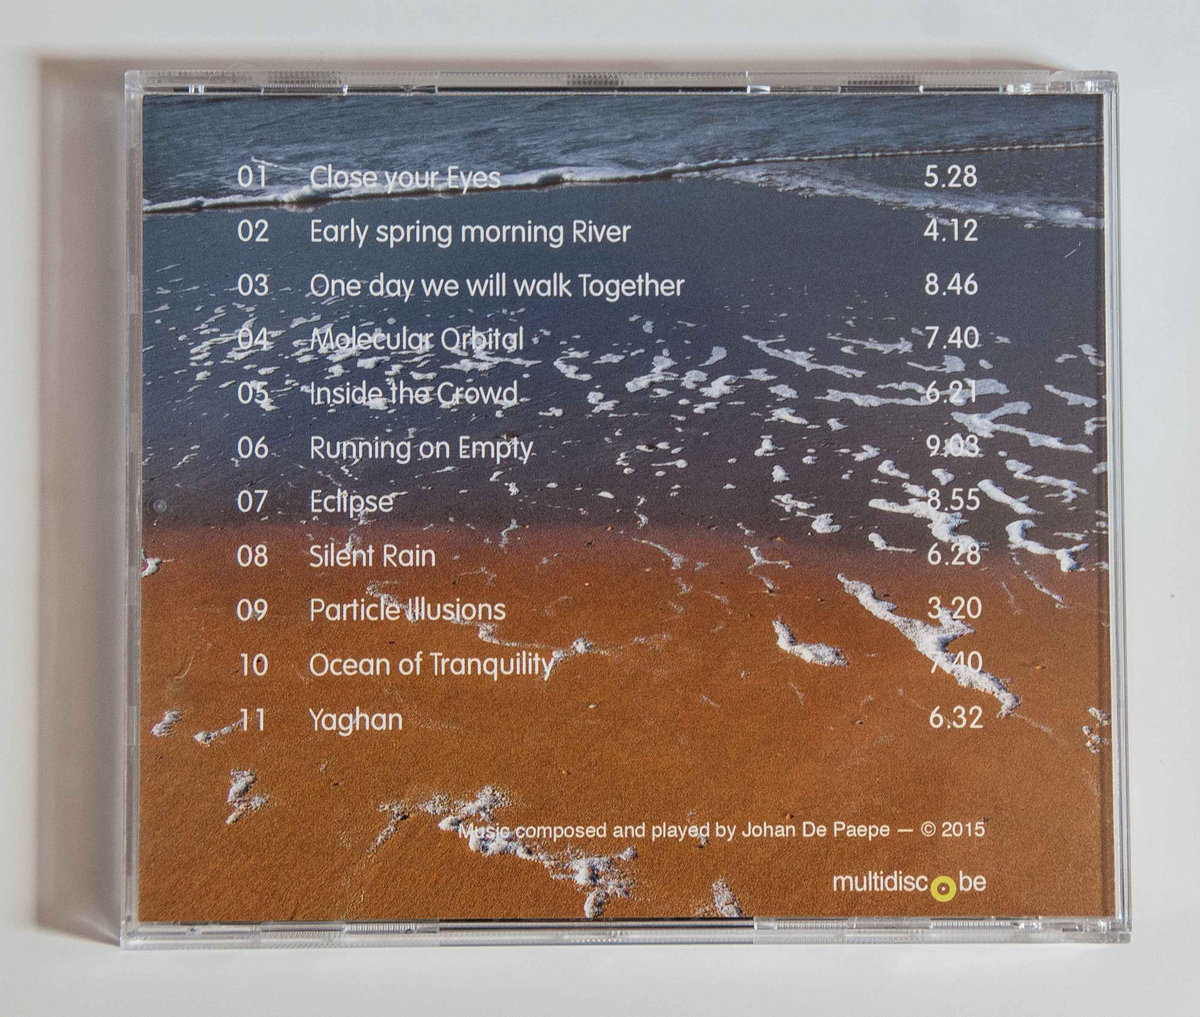 01 Close your Eyes 5.28
02 Early spring morning River 4.12
03 One day we will walk Together 8.46
04 Molecular Orbital 7.40
05 Inside the Crowd 6.21
06 Running on Empty 9.03
07 Eclipse 8.55
08 Silent Rain 6.28
09 Particle Illusions 3.20
10 Ocean of Tranquility 7.40
11 Yaghan 6.32
Music composed and played by Johan De Paepe — © 2015
multidisc be